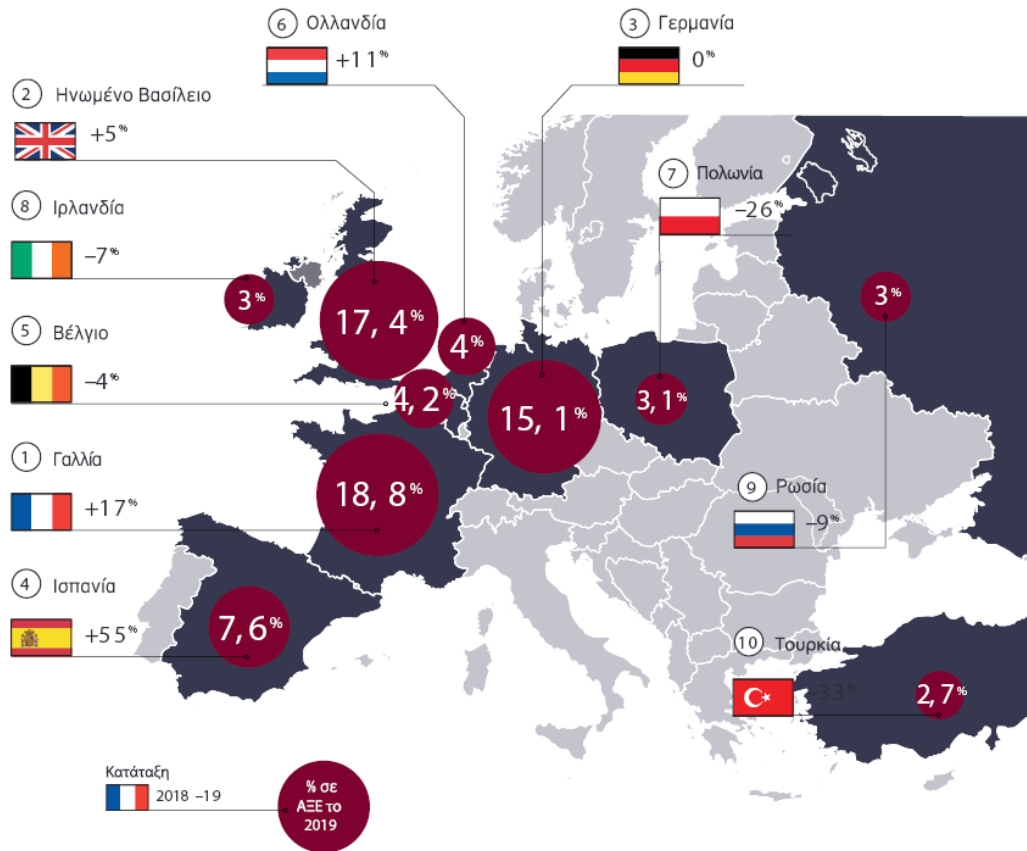 6 Ολλανδία
+11%
3 Γερμανία
0%
2 Ηνωμένο Βασίλειο
+5%
7 Πολωνία
–26%
8 Ιρλανδία
–7%
3%
17, 4%
3%
5 Βέλγιο
–4%
4%
4, 2%
15, 1%
3, 1%
1 Γαλλία
+17%
18, 8%
9 Ρωσία
–9%
4 Ισπανία
+55%
7, 6%
10 Τουρκία
–33%
2, 7%
Κατάταξη
2018 –19
% σε
ΑΞΕ το
2019